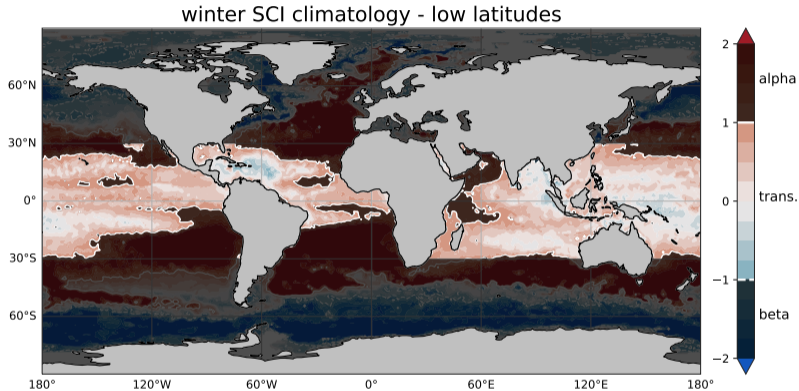 winter SCI climatology - low latitudes
60°N
30°N
0°
30°S
60°S
180°
120°W
60°W
0°
60°E
120°E
180°
2
1
0
−1
−2
alpha
trans.
beta